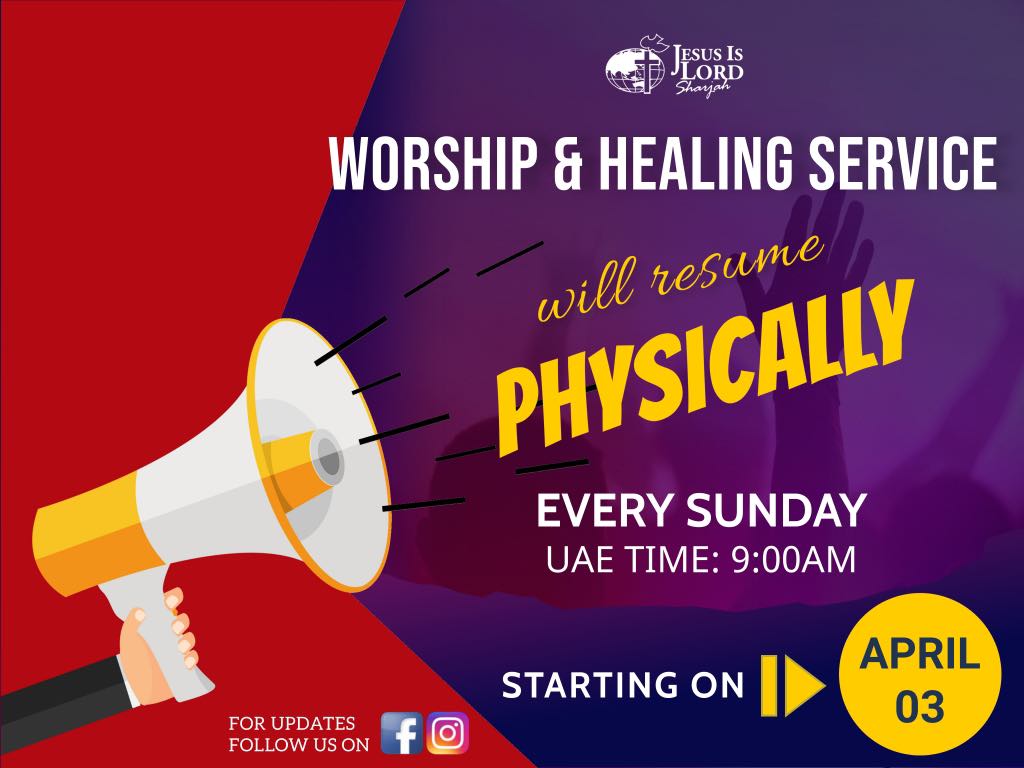 JESUS IS
LORD
Sharjah
WORSHIP & HEALING SERVICE
will resume
PHYSICALLY
EVERY SUNDAY
UAE TIME: 9:00AM
STARTING ON
APRIL
03
FOR UPDATES
FOLLOW US ON